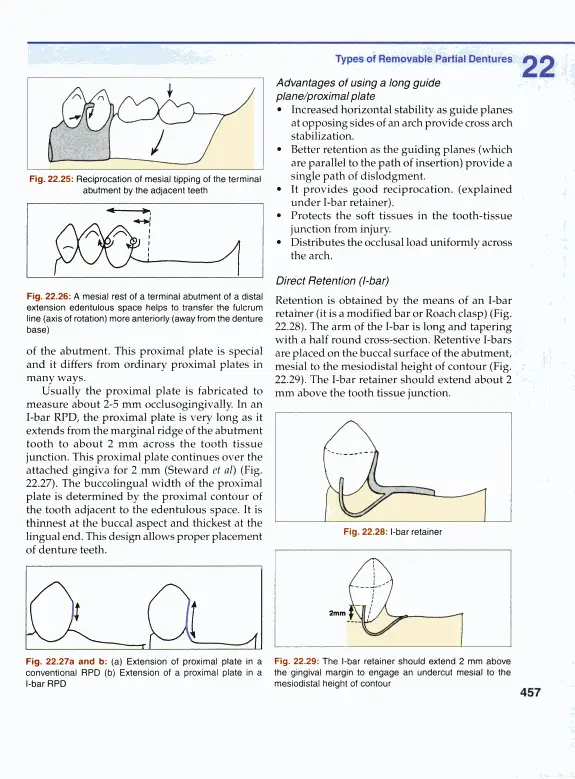 Types of Removable Partial Dentures
22
Fig. 22.25: Reciprocation of mesial tipping of the terminal
abutment by the adjacent teeth
Fig. 22.26: A mesial rest of a terminal abutment of a distal
extension edentulous space helps to transfer the fulcrum
line (axis of rotation) more anteriorly (away from the denture
base)
of the abutment. This proximal plate is special
and it differs from ordinary proximal plates in
many ways.
Usually the proximal plate is fabricated to
measure about 2-5 mm occlusogingivally. In an
I-bar RPD, the proximal plate is very long as it
extends from the marginal ridge of the abutment
tooth to about 2 mm across the tooth tissue
junction. This proximal plate continues over the
attached gingiva for 2 mm (Steward et al) (Fig.
22.27). The buccolingual width of the proximal
plate is determined by the proximal contour of
the tooth adjacent to the edentulous space. It is
thinnest at the buccal aspect and thickest at the
lingual end. This design allows proper placement
of denture teeth.
Fig. 22.27a and b: (a) Extension of proximal plate in a
conventional RPD (b) Extension of a proximal plate in a
I-bar RPD
Advantages of using a long guide
plane/proximal plate
• Increased horizontal stability as guide planes
at opposing sides of an arch provide cross arch
stabilization.
• Better retention as the guiding planes (which
are parallel to the path of insertion) provide a
single path of dislodgment.
• It provides good reciprocation. (explained
under I-bar retainer).
• Protects the soft tissues in the tooth-tissue
junction from injury.
• Distributes the occlusal load uniformly across
the arch.
Direct Retention (I-bar)
Retention is obtained by the means of an I-bar
retainer (it is a modified bar or Roach clasp) (Fig.
22.28). The arm of the I-bar is long and tapering
with a half round cross-section. Retentive I-bars
are placed on the buccal surface of the abutment,
mesial to the mesiodistal height of contour (Fig.
22.29). The I-bar retainer should extend about 2
mm above the tooth tissue junction.
Fig. 22.28: I-bar retainer
2mm
Fig. 22.29: The I-bar retainer should extend 2 mm above
the gingival margin to engage an undercut mesial to the
mesiodistal height of contour
457